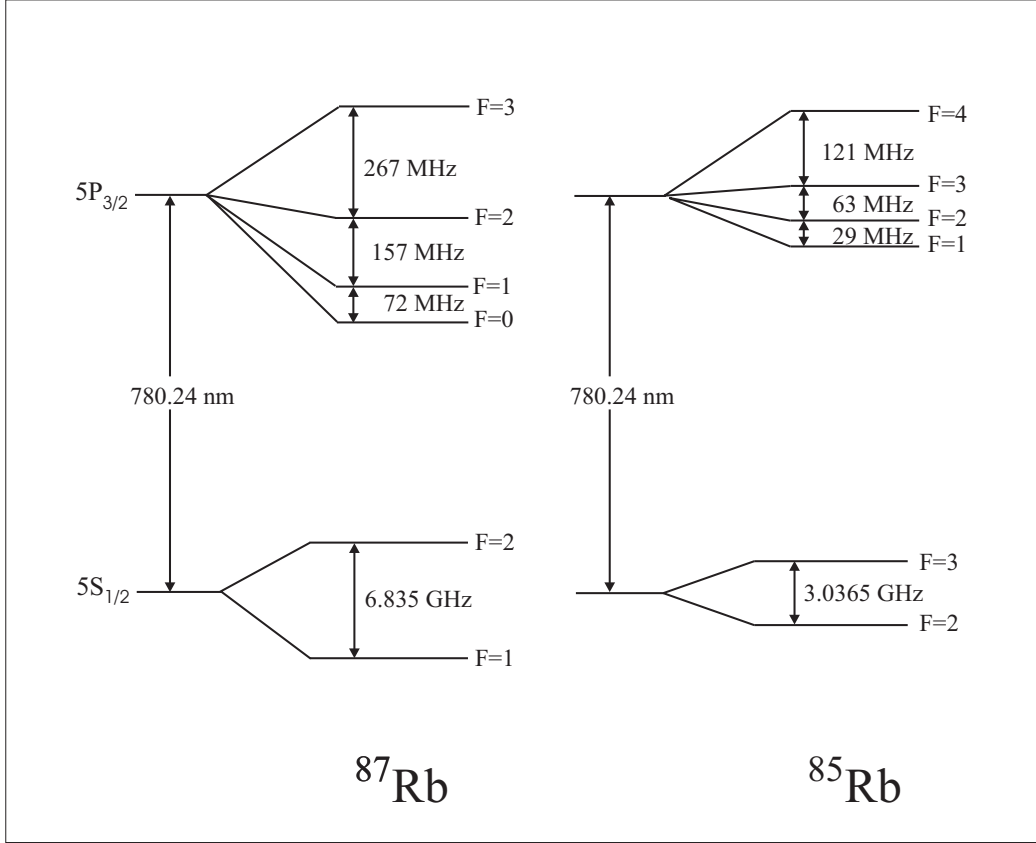 F=3
267 MHz
5P3/2
F=2
157 MHz
F=1
72 MHz
F=0
780.24 nm
F=2
5S1/2
6.835 GHz
F=1
87Rb
F=4
121 MHz
F=3
63 MHz
F=2
29 MHz
F=1
780.24 nm
F=3
3.0365 GHz
F=2
85Rb